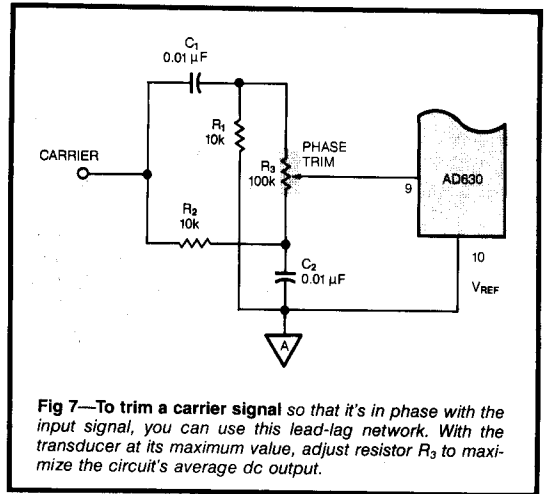 C₁
0.01 µF
R₁
10k
CARRIER
PHASE
TRIM
R₃
100k
9
AD630
R₂
10k
10
C₂
0.01 µF
VREF
A
Fig 7—To trim a carrier signal so that it's in phase with the
input signal, you can use this lead-lag network. With the
transducer at its maximum value, adjust resistor R₃ to maxi-
mize the circuit's average dc output.